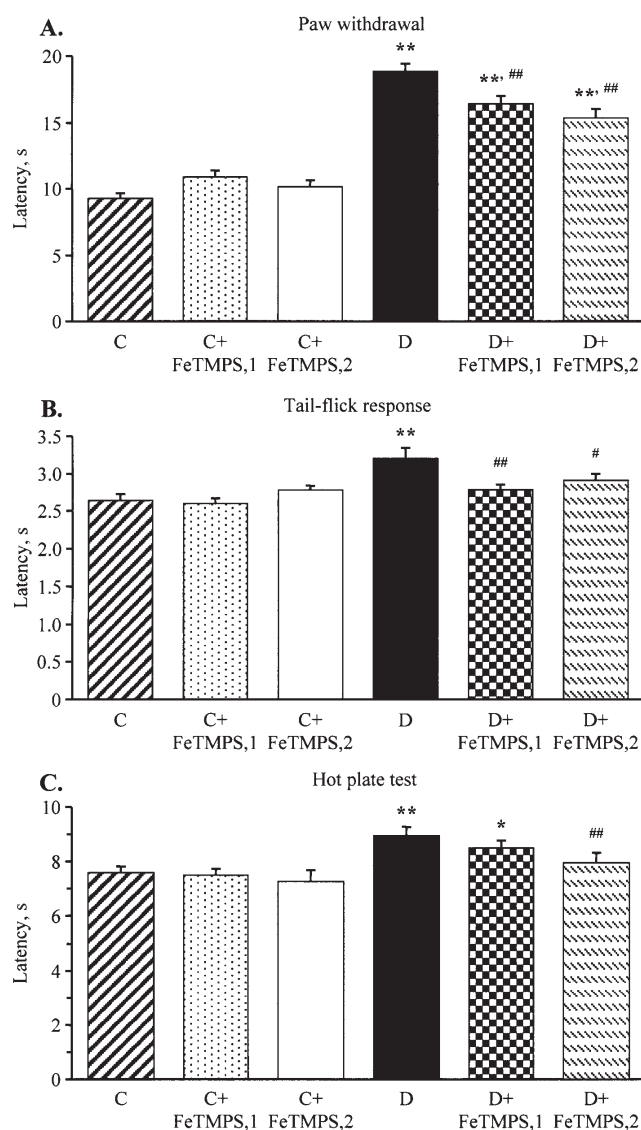 A.
Paw withdrawal
Latency, s
20
15
10
5
0
**
**, ##
**, ##
C
C+
FeTMPS,1
C+
FeTMPS,2
D
D+
FeTMPS,1
D+
FeTMPS,2
B.
Tail-flick response
Latency, s
3.5
3.0
2.5
2.0
1.5
1.0
0.5
0
**
##
#
C
C+
FeTMPS,1
C+
FeTMPS,2
D
D+
FeTMPS,1
D+
FeTMPS,2
C.
Hot plate test
Latency, s
10
8
6
4
2
0
**
*
##
C
C+
FeTMPS,1
C+
FeTMPS,2
D
D+
FeTMPS,1
D+
FeTMPS,2